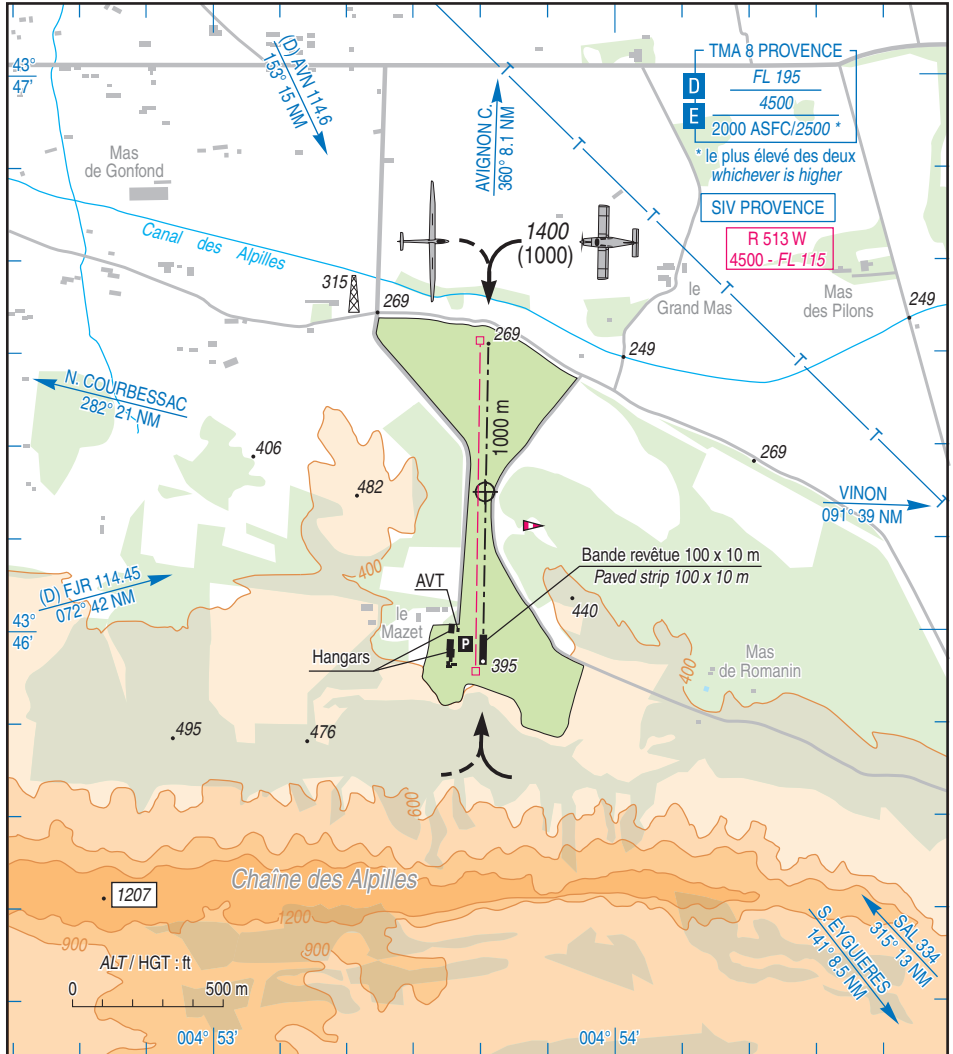 43°
47'
(D) AVN 114.6
153° 15 NM
AVIGNON C.
360° 8.1 NM
TMA 8 PROVENCE
D
E
FL 195
4500
2000 ASFC/2500 *
* le plus élevé des deux
whichever is higher
SIV PROVENCE
R 513 W
4500 - FL 115
Mas
de Gonfond
Canal des Alpilles
1400
(1000)
T
T
T
T
T
T
315
269
269
le
Grand Mas
Mas
des Pilons
249
249
N. COURBESSAC
282° 21 NM
1000 m
406
482
269
VINON
091° 39 NM
Bande revêtue 100 x 10 m
Paved strip 100 x 10 m
400
(D) FJR 114.45
072° 42 NM
AVT
440
43°
46'
le
Mazet
P
Hangars
395
Mas
de Romanin
400
495
476
600
Chaîne des Alpilles
1207
1200
900
900
ALT / HGT : ft
0 500 m
SAL 334
315° 13 NM
S. EYGUIERES
141° 8.5 NM
004° 53'
004° 54'